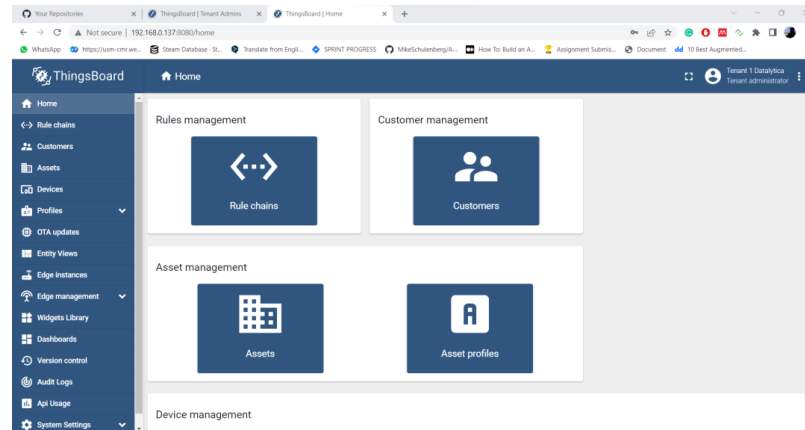 Your Repositories
ThingsBoard | Tenant Admins
ThingsBoard | Home
Not secure | 192.168.0.137:8080/home
WhatsApp
https://usm-cmr.we...
Steam Database - St...
Translate from Engli...
SPRINT PROGRESS
MikeSchulenberg/A...
How To: Build an A...
Assignment Submis...
Document
10 Best Augmented...
ThingsBoard
Home
Tenant 1 Datalytica
Tenant administrator
Home
Rule chains
Customers
Assets
Devices
Profiles
OTA updates
Entity Views
Edge instances
Edge management
Widgets Library
Dashboards
Version control
Audit Logs
Api Usage
System Settings
Rules management
Rule chains
Customer management
Customers
Asset management
Assets
A
Asset profiles
Device management